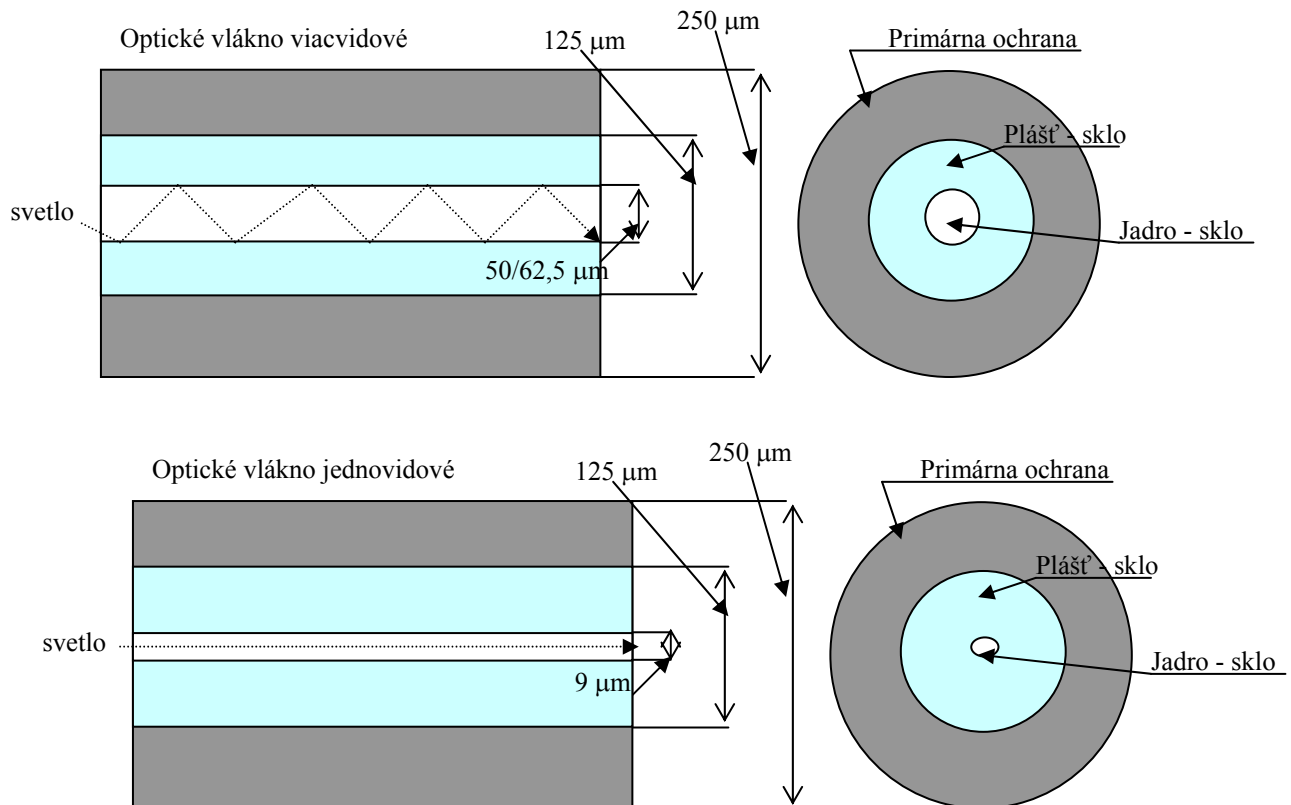 Optické vlákno viacvidové
125 μm
250 μm
Primárna ochrana
Plášť - sklo
svetlo
Jadro - sklo
50/62,5 μm
Optické vlákno jednovidové
125 μm
250 μm
Primárna ochrana
Plášť - sklo
svetlo
Jadro - sklo
9 μm